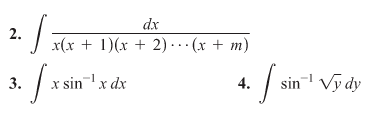 2. ∫ dx / x(x + 1)(x + 2) ⋯ (x + m)
3. ∫ x sin⁻¹ x dx 4. ∫ sin⁻¹ √y dy